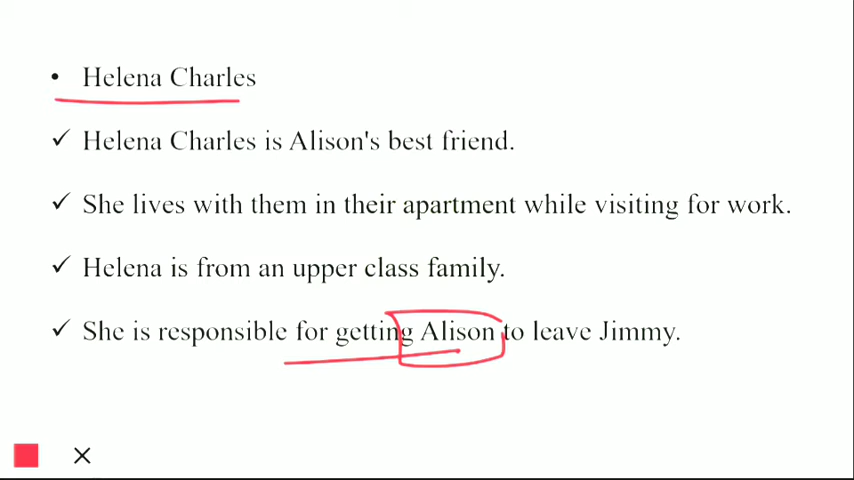 • Helena Charles
✓ Helena Charles is Alison's best friend.
✓ She lives with them in their apartment while visiting for work.
✓ Helena is from an upper class family.
✓ She is responsible for getting Alison to leave Jimmy.